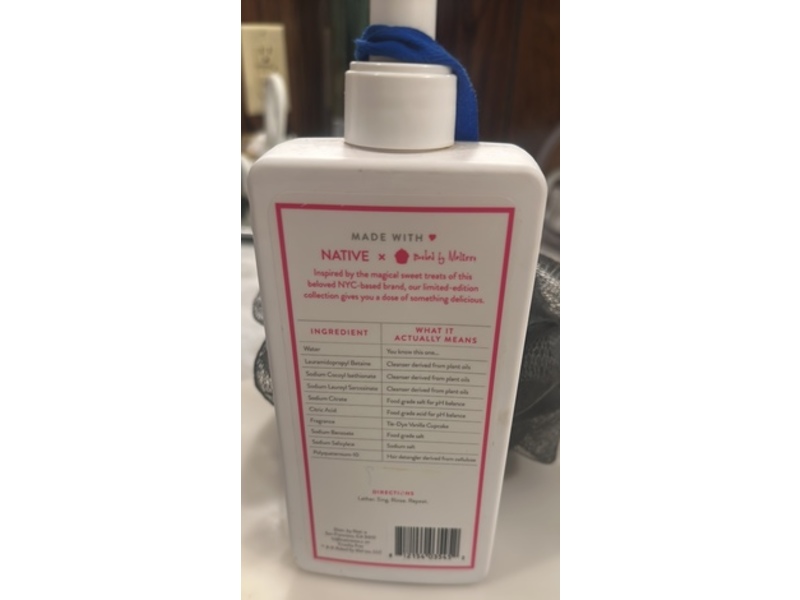 MADE WITH
NATIVE × Baked by Melissa
Inspired by the magical sweet treats of this
beloved NYC-based brand, our limited-edition
collection gives you a dose of something delicious.
INGREDIENT WHAT IT
ACTUALLY MEANS
Water You know this one...
Lauramidopropyl Betaine Cleanser derived from plant oils
Sodium Cocoyl Isethionate Cleanser derived from plant oils
Sodium Lauroyl Sarcosinate Cleanser derived from plant oils
Sodium Citrate Food grade salt for pH balance
Citric Acid Food grade acid for pH balance
Fragrance Tie-Dye Vanilla Cupcake
Sodium Benzoate Food grade salt
Sodium Salicylate Sodium salt
Polyquaternium-10 Hair detangler derived from cellulose
DIRECTIONS
Lather. Sing. Rinse. Repeat.